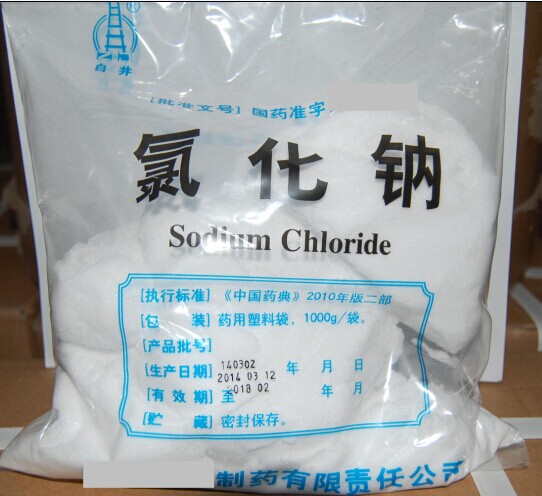 自井
[批准文号] 国药准字
氯化钠
Sodium Chloride
[执行标准]《中国药典》2010年版二部
[包 装] 药用塑料袋，1000g/袋。
[产品批号] 140302
[生产日期] 2014 03 12 年 月 日
[有 效 期] 至 2018 02 年 月
[贮 藏] 密封保存。
制药有限责任公司